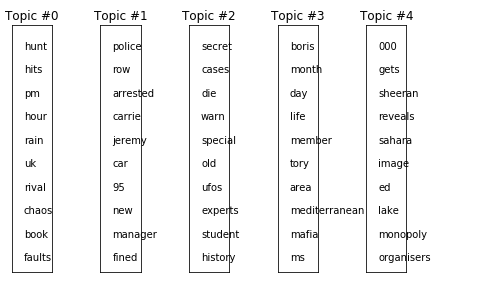 Topic #0 Topic #1 Topic #2 Topic #3 Topic #4
hunt police secret boris 000
hits row cases month gets
pm arrested die day sheeran
hour carrie warn life reveals
rain jeremy special member sahara
uk car old tory image
rival 95 ufos area ed
chaos new experts mediterranean lake
book manager student mafia monopoly
faults fined history ms organisers